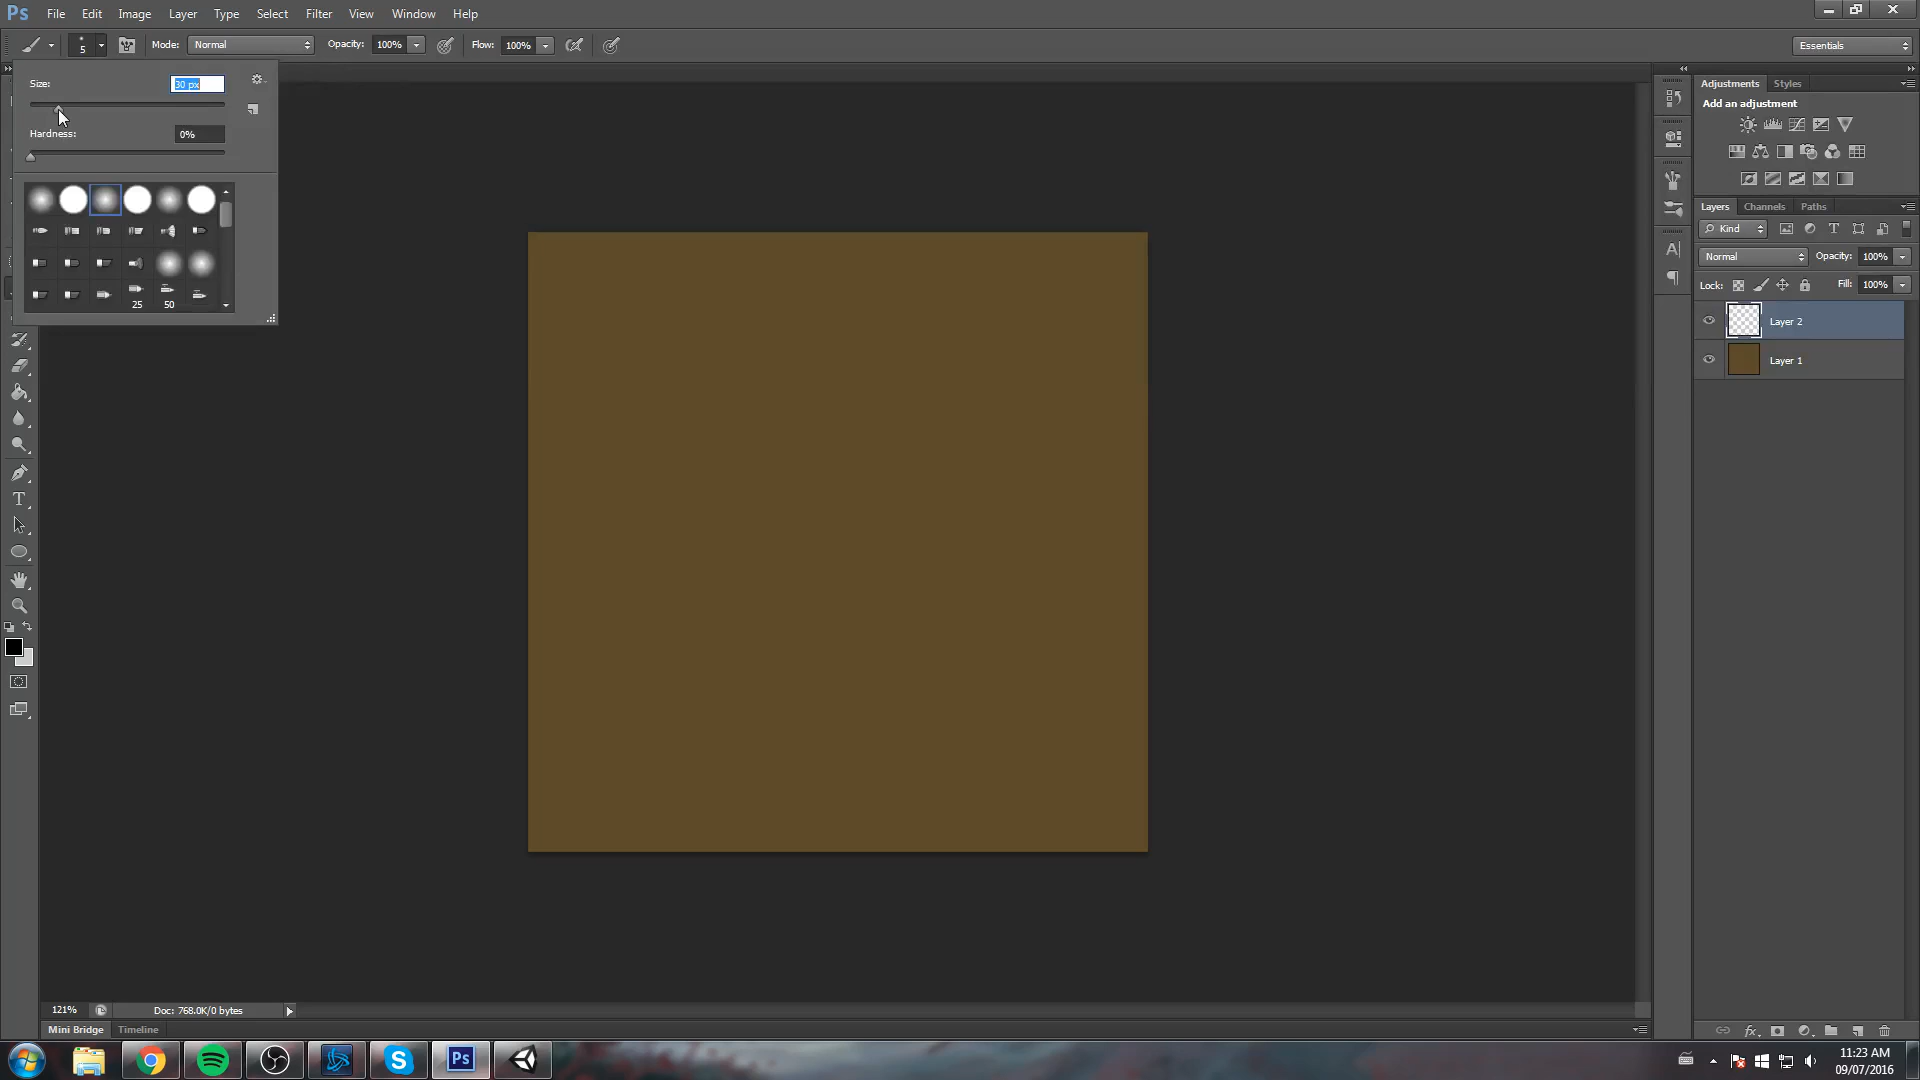 Ps File Edit Image Layer Type Select Filter View Window Help
5 Mode: Normal Opacity: 100% Flow: 100% Essentials
Size: 30 px
Hardness: 0%
25 50
T
Adjustments Styles
Add an adjustment
Layers Channels Paths
Kind T
Normal Opacity: 100%
Lock: Fill: 100%
Layer 2
Layer 1
A
fx
121% Doc: 768.0K/0 bytes
Mini Bridge Timeline
S Ps
11:23 AM
09/07/2016